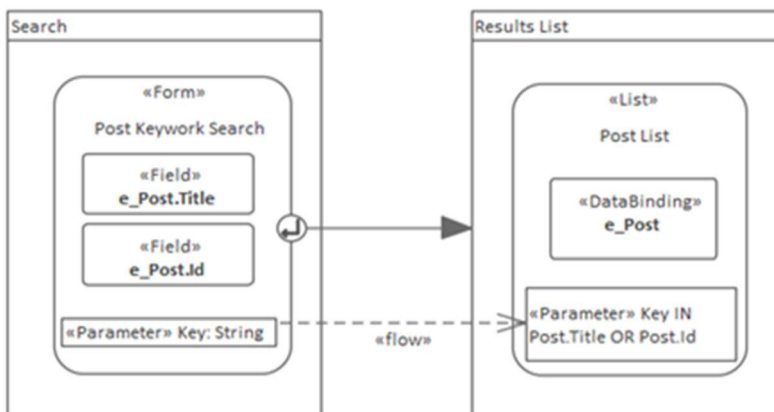 Search
«Form»
Post Keywork Search
«Field»
e_Post.Title
«Field»
e_Post.Id
«Parameter» Key: String
«flow»
Results List
«List»
Post List
«DataBinding»
e_Post
«Parameter» Key IN
Post.Title OR Post.Id